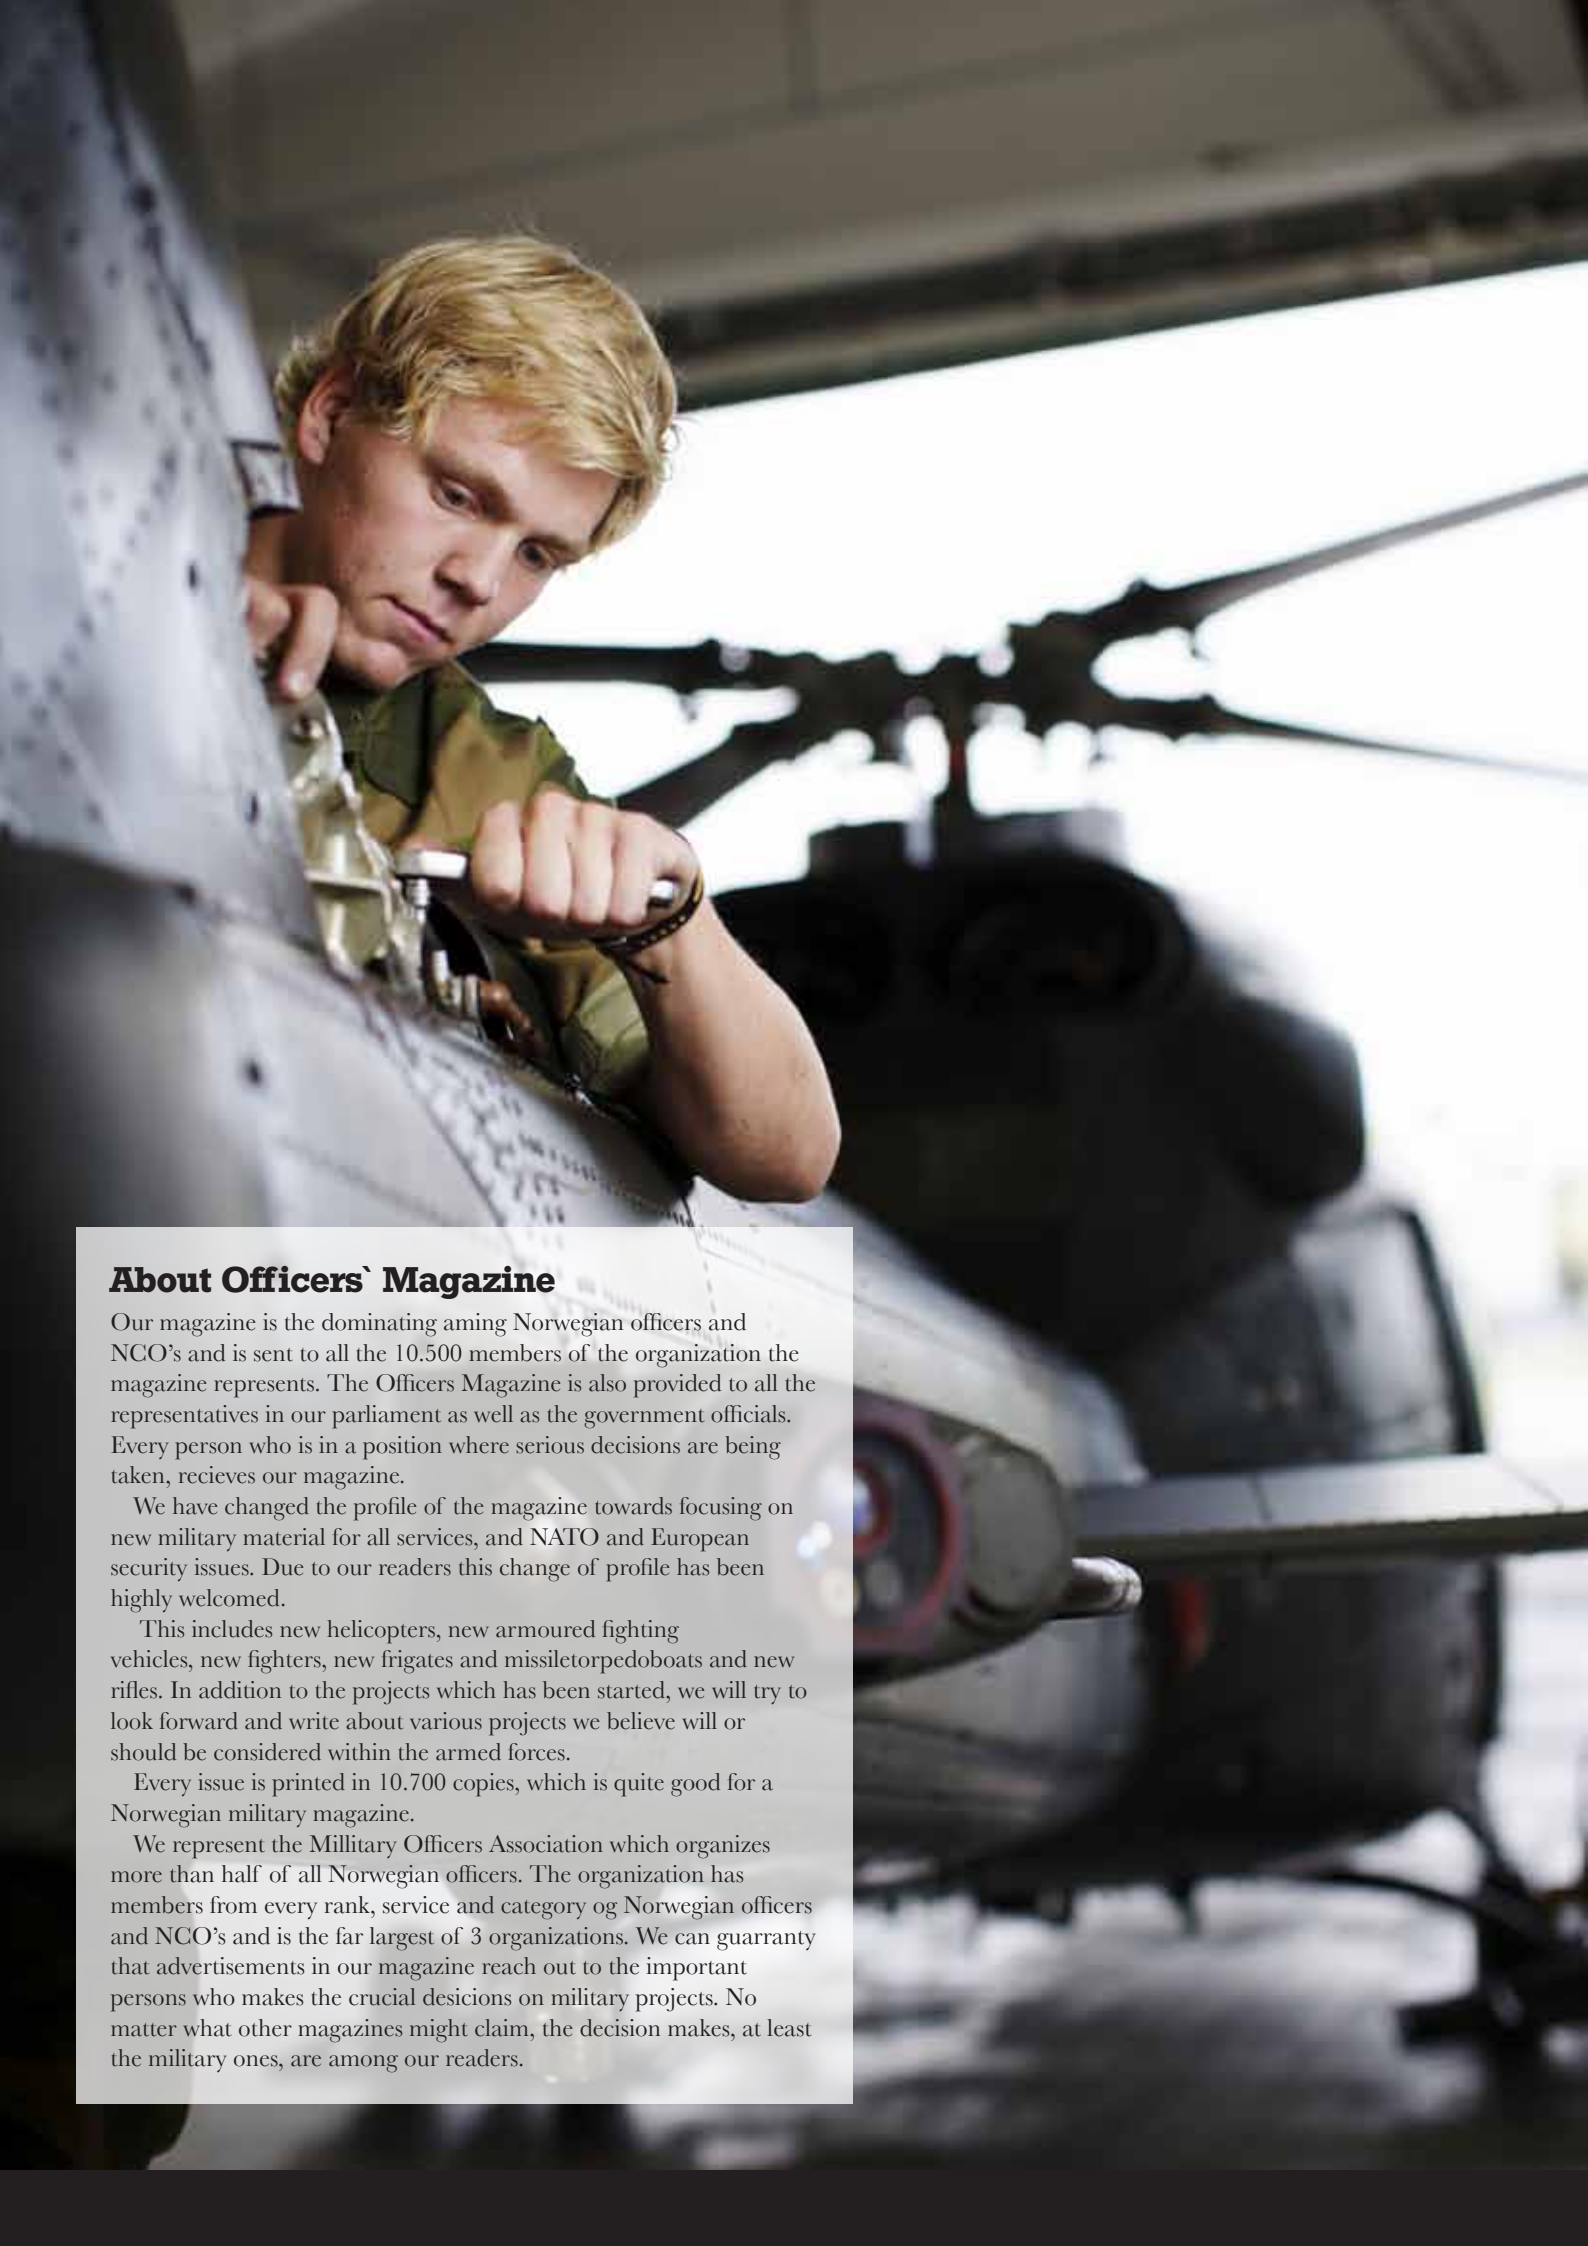 About Officers` Magazine
Our magazine is the dominating aming Norwegian officers and
NCO’s and is sent to all the 10.500 members of the organization the
magazine represents. The Officers Magazine is also provided to all the
representatives in our parliament as well as the government officials.
Every person who is in a position where serious decisions are being
taken, recieves our magazine.
We have changed the profile of the magazine towards focusing on
new military material for all services, and NATO and European
security issues. Due to our readers this change of profile has been
highly welcomed.
This includes new helicopters, new armoured fighting
vehicles, new fighters, new frigates and missiletorpedoboats and new
rifles. In addition to the projects which has been started, we will try to
look forward and write about various projects we believe will or
should be considered within the armed forces.
Every issue is printed in 10.700 copies, which is quite good for a
Norwegian military magazine.
We represent the Millitary Officers Association which organizes
more than half of all Norwegian officers. The organization has
members from every rank, service and category og Norwegian officers
and NCO’s and is the far largest of 3 organizations. We can guarranty
that advertisements in our magazine reach out to the important
persons who makes the crucial desicions on military projects. No
matter what other magazines might claim, the decision makes, at least
the military ones, are among our readers.